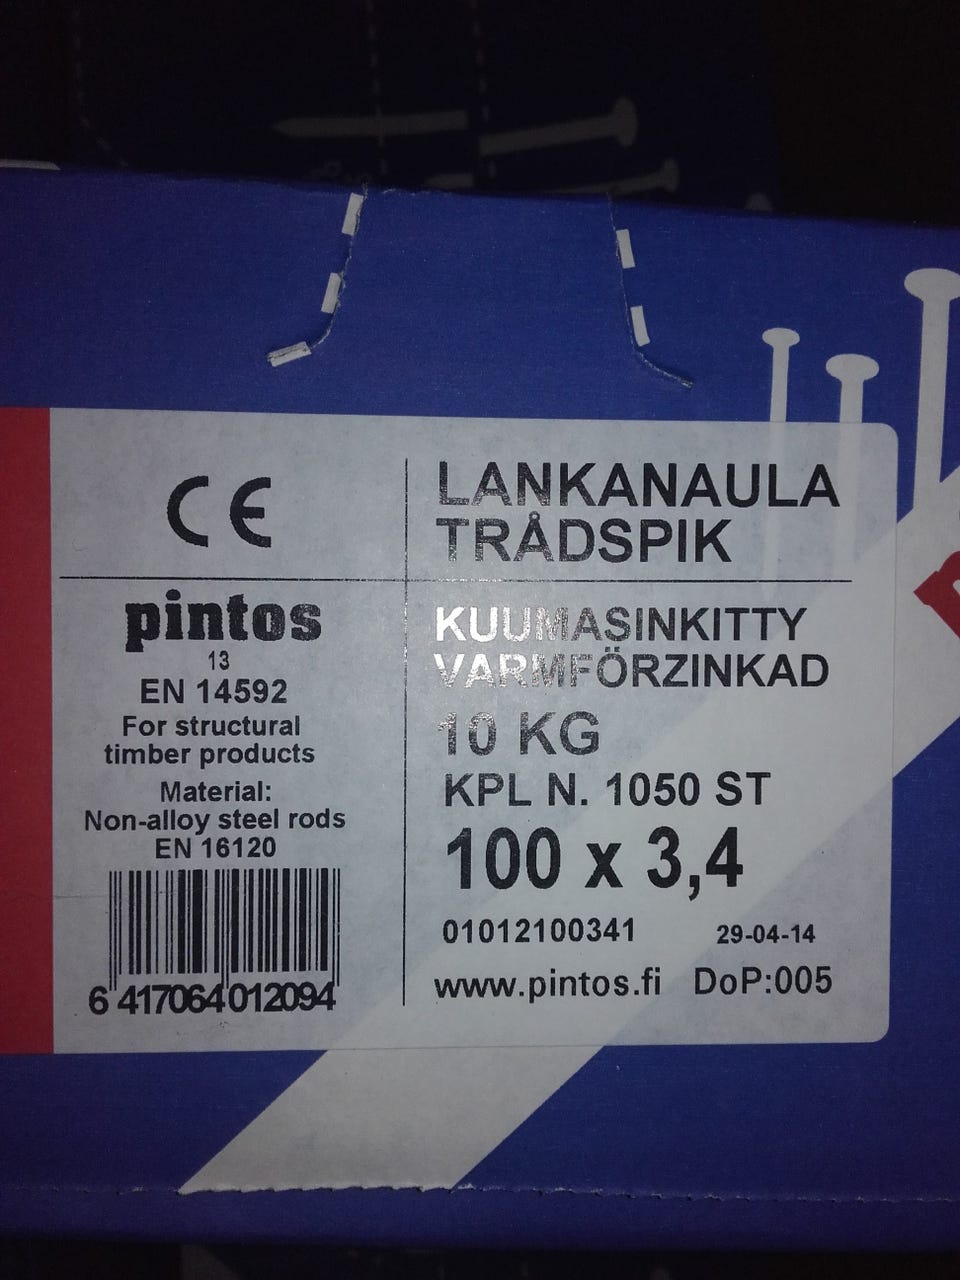 CE
LANKANAULA
TRÅDSPIK
pintos
13
EN 14592
For structural
timber products
Material:
Non-alloy steel rods
EN 16120
6 417064 012094
KUUMASINKITTY
VARMFÖRZINKAD
10 KG
KPL N. 1050 ST
100 x 3,4
01012100341 29-04-14
www.pintos.fi DoP:005